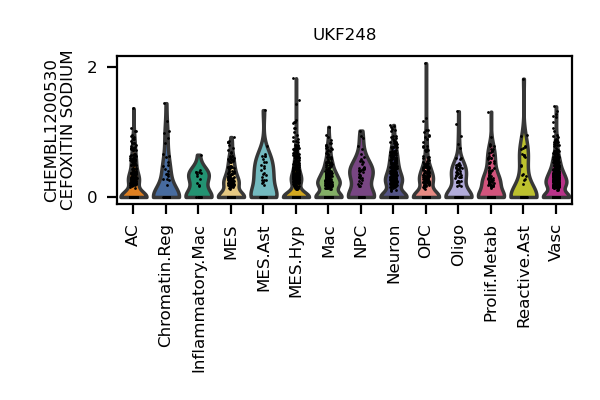 UKF248
CHEMBL1200530
CEFOXITIN SODIUM
2
0
AC
Chromatin.Reg
Inflammatory.Mac
MES
MES.Ast
MES.Hyp
Mac
NPC
Neuron
OPC
Oligo
Prolif.Metab
Reactive.Ast
Vasc